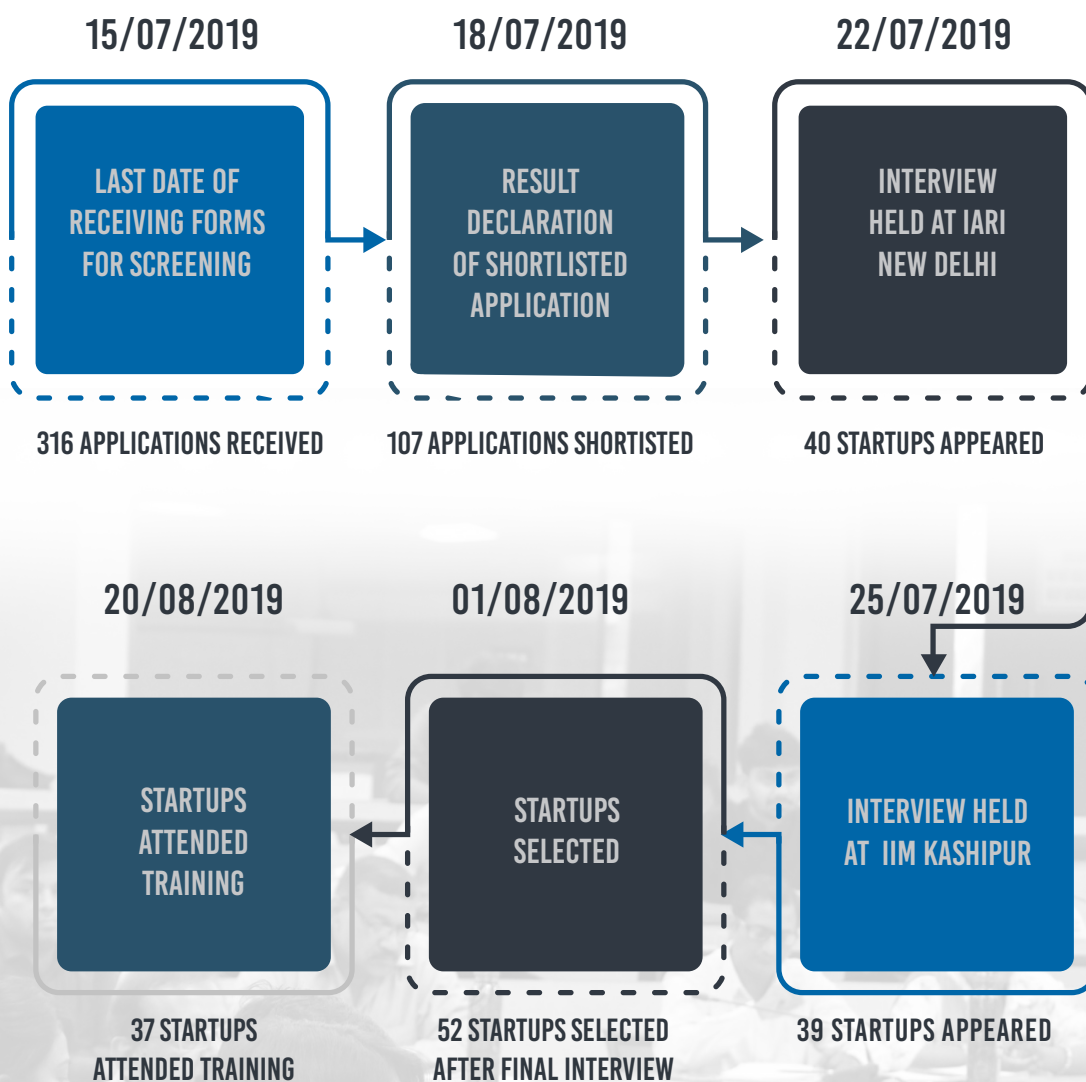 15/07/2019
LAST DATE OF
RECEIVING FORMS
FOR SCREENING
316 APPLICATIONS RECEIVED
18/07/2019
RESULT
DECLARATION
OF SHORTLISTED
APPLICATION
107 APPLICATIONS SHORTISTED
22/07/2019
INTERVIEW
HELD AT IARI
NEW DELHI
40 STARTUPS APPEARED
25/07/2019
INTERVIEW HELD
AT IIM KASHIPUR
39 STARTUPS APPEARED
01/08/2019
STARTUPS
SELECTED
52 STARTUPS SELECTED
AFTER FINAL INTERVIEW
20/08/2019
STARTUPS
ATTENDED
TRAINING
37 STARTUPS
ATTENDED TRAINING